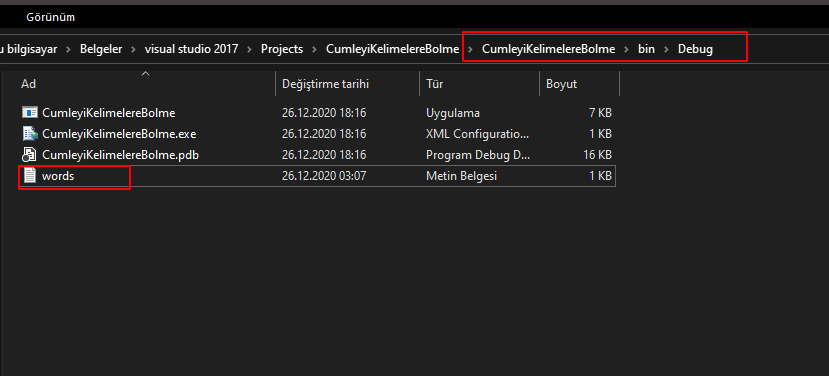 Görünüm
u bilgisayar > Belgeler > visual studio 2017 > Projects > CumleyiKelimelereBolme > CumleyiKelimelereBolme > bin > Debug
Ad Değiştirme tarihi Tür Boyut
CumleyiKelimelereBolme 26.12.2020 18:16 Uygulama 7 KB
CumleyiKelimelereBolme.exe 26.12.2020 18:16 XML Configuratio... 1 KB
CumleyiKelimelereBolme.pdb 26.12.2020 18:16 Program Debug D... 16 KB
words 26.12.2020 03:07 Metin Belgesi 1 KB